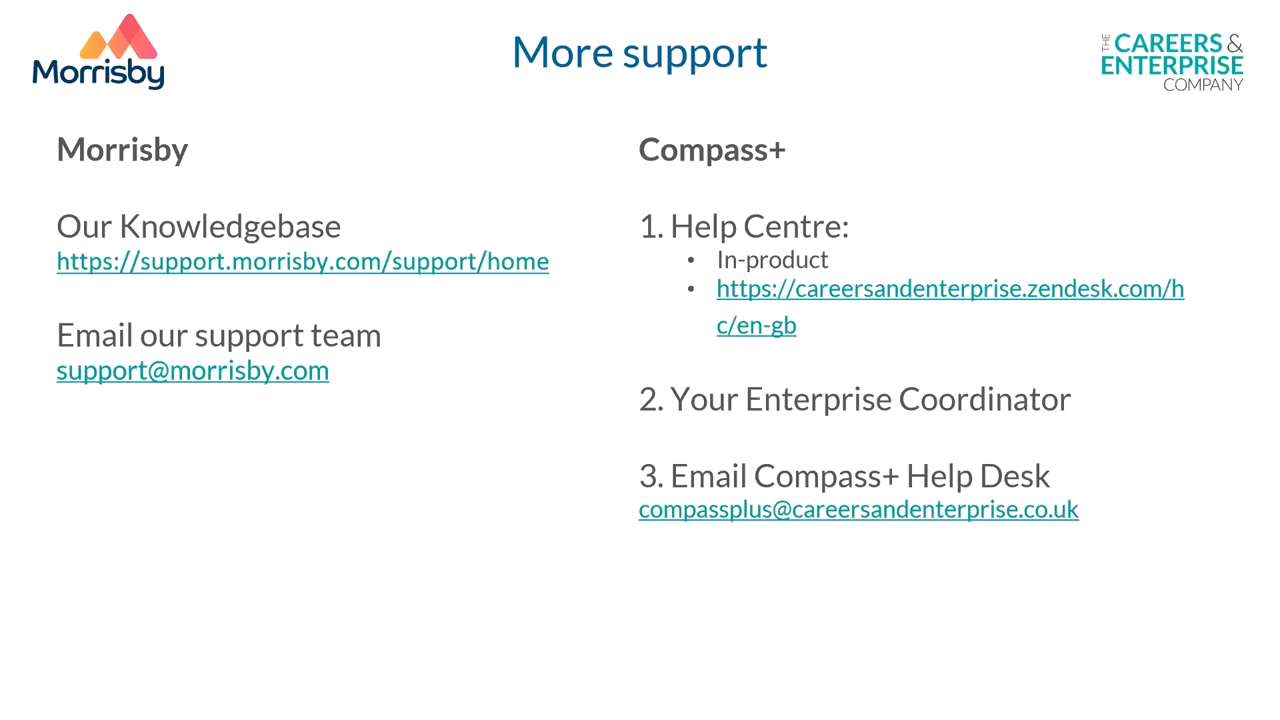 Morrisby
More support
THE
CAREERS &
ENTERPRISE
COMPANY
Morrisby
Our Knowledgebase
https://support.morrisby.com/support/home
Email our support team
support@morrisby.com
Compass+
1. Help Centre:
• In-product
• https://careersandenterprise.zendesk.com/h
c/en-gb
2. Your Enterprise Coordinator
3. Email Compass+ Help Desk
compassplus@careersandenterprise.co.uk